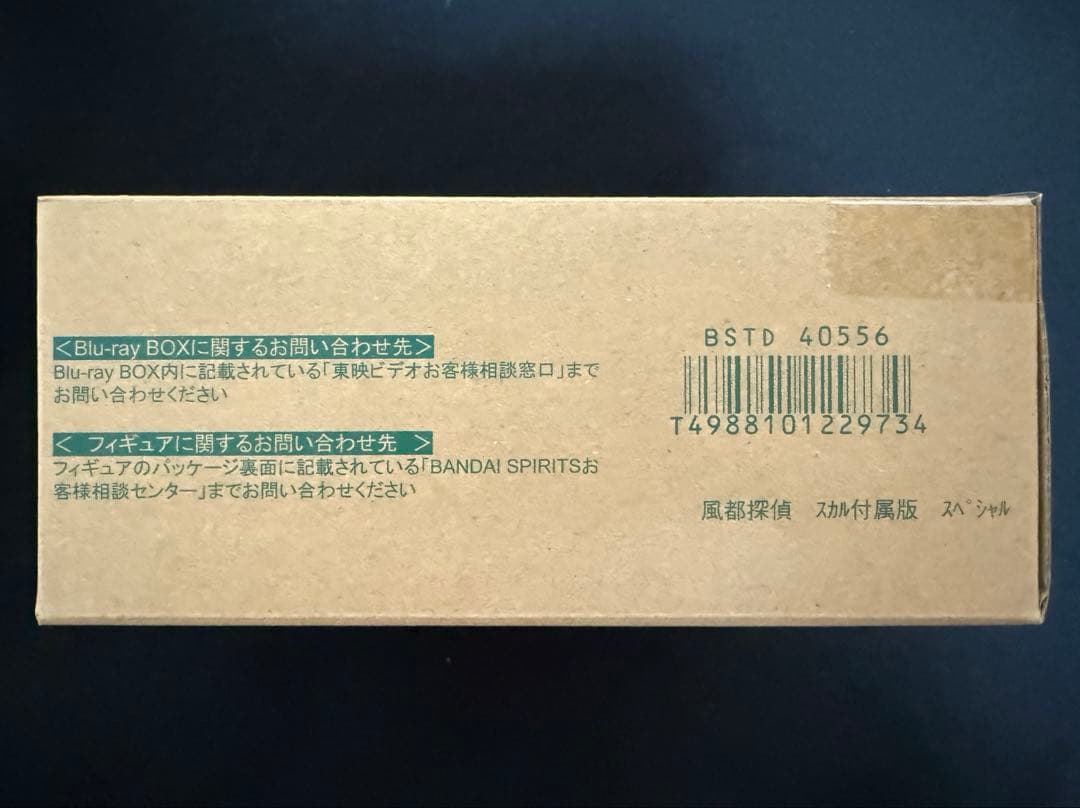 ＜Blu-ray BOXに関するお問い合わせ先＞
Blu-ray BOX内に記載されている「東映ビデオお客様相談窓口」まで
お問い合わせください
＜ フィギュアに関するお問い合わせ先 ＞
フィギュアのパッケージ裏面に記載されている「BANDAI SPIRITSお
客様相談センター」までお問い合わせください
BSTD 40556
T4988101229734
風都探偵 ｽｶﾙ付属版 ｽﾍﾟｼｬﾙ